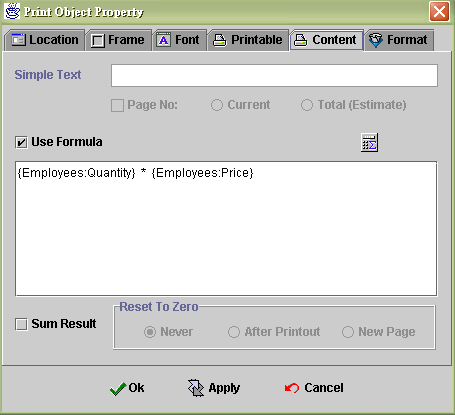 Print Object Property
Location Frame Font Printable Content Format
Simple Text
Page No: Current Total (Estimate)
Use Formula
{Employees:Quantity} * {Employees:Price}
Reset To Zero
Sum Result Never After Printout New Page
Ok Apply Cancel